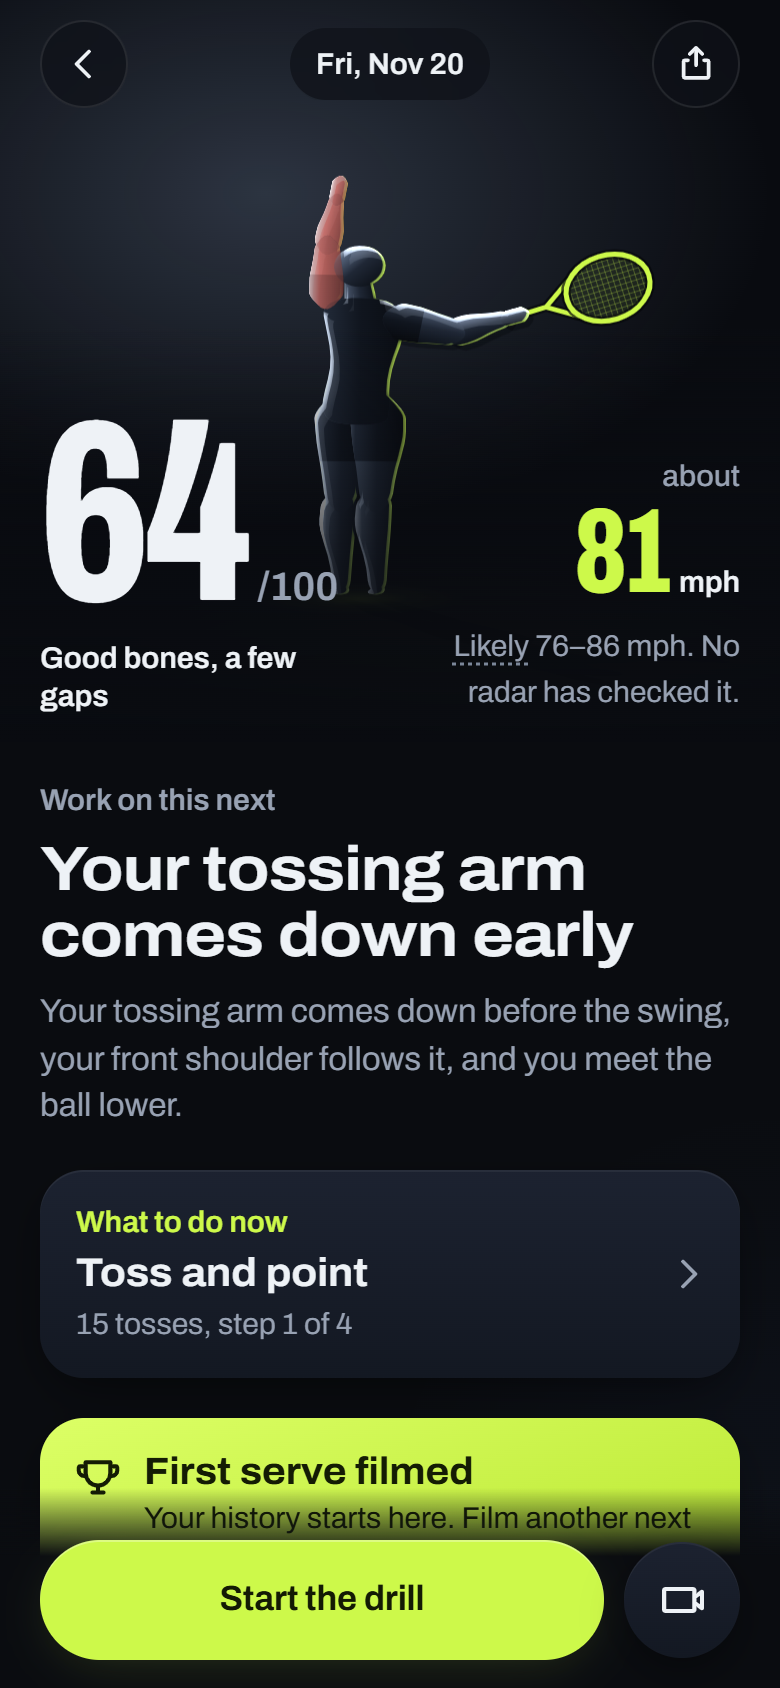 Fri, Nov 20
64 /100
Good bones, a few
gaps
about
81 mph
Likely 76–86 mph. No
radar has checked it.
Work on this next
Your tossing arm
comes down early
Your tossing arm comes down before the swing,
your front shoulder follows it, and you meet the
ball lower.
What to do now
Toss and point
15 tosses, step 1 of 4
First serve filmed
Your history starts here. Film another next
Start the drill